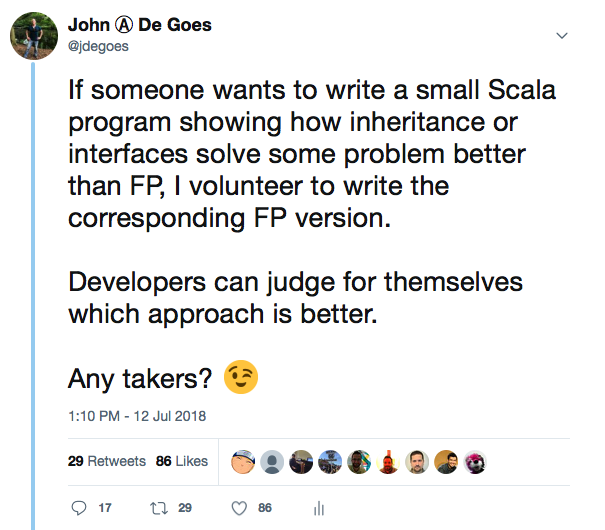 John Ⓐ De Goes
@jdegoes
If someone wants to write a small Scala
program showing how inheritance or
interfaces solve some problem better
than FP, I volunteer to write the
corresponding FP version.
Developers can judge for themselves
which approach is better.
Any takers? 😉
1:10 PM - 12 Jul 2018
29 Retweets 86 Likes
17 29 86